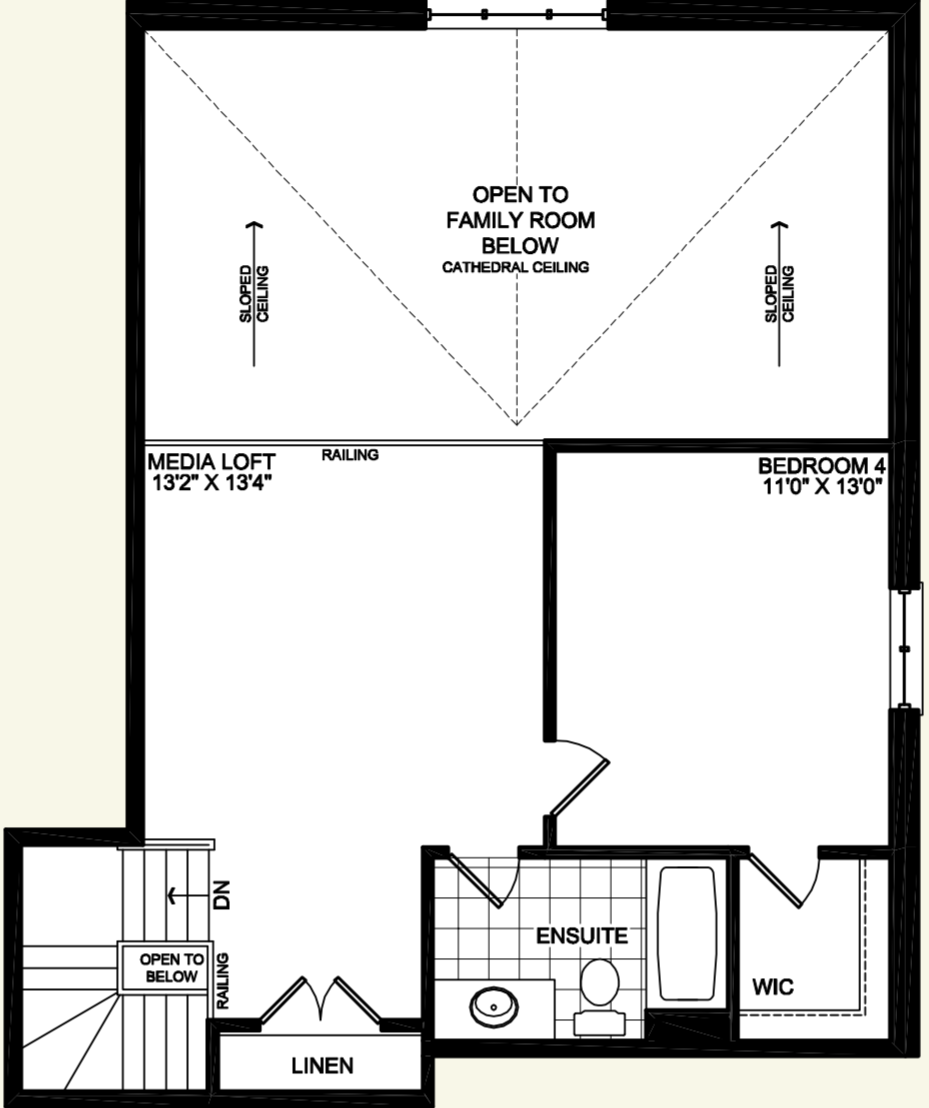 OPEN TO
FAMILY ROOM
BELOW
CATHEDRAL CEILING
SLOPED
CEILING
SLOPED
CEILING
RAILING
MEDIA LOFT
13'2" X 13'4"
BEDROOM 4
11'0" X 13'0"
DN
OPEN TO
BELOW
RAILING
ENSUITE
WIC
LINEN